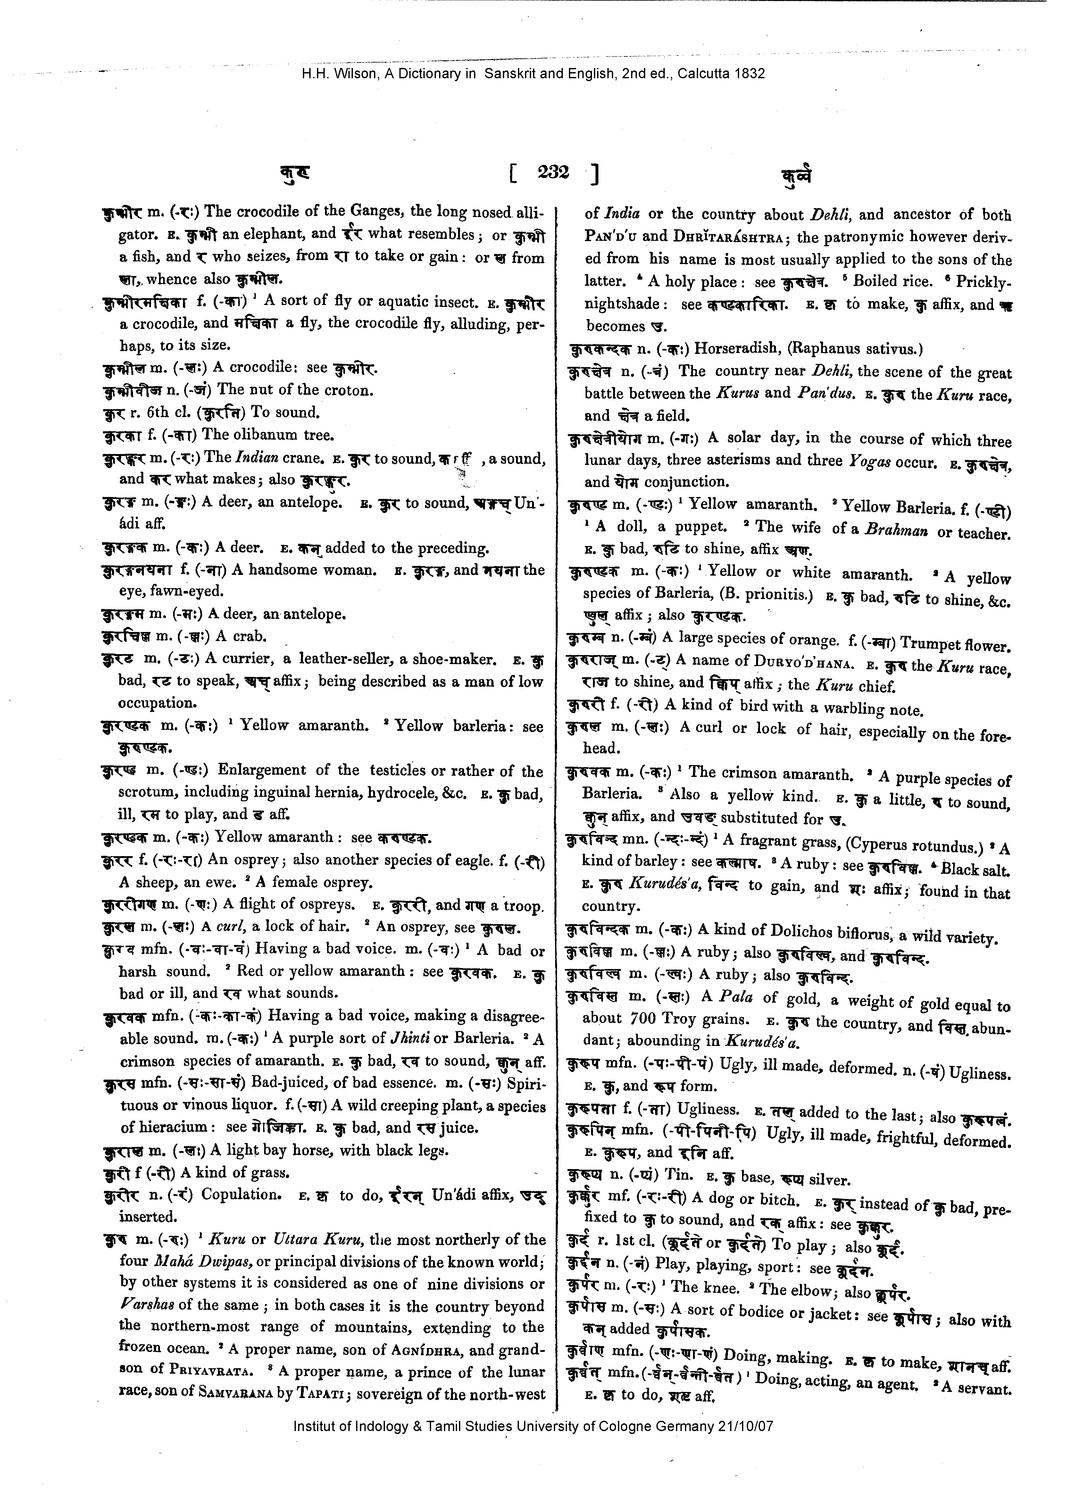 H.H. Wilson, A Dictionary in Sanskrit and English, 2nd ed., Calcutta 1832
कुरु [ 232 ] कुर्व्व
कुम्भीर m. (-रः) The crocodile of the Ganges, the long nosed alli-
gator. E. कुम्भी an elephant, and ईर what resembles; or कुम्भी
a fish, and र who seizes, from रा to take or gain: or ल from
ला, whence also कुम्भील.
कुम्भीरमक्षिका f. (-का) ¹ A sort of fly or aquatic insect. E. कुम्भीर
a crocodile, and मक्षिका a fly, the crocodile fly, alluding, per-
haps, to its size.
कुम्भील m. (-लः) A crocodile: see कुम्भीर.
कुम्भीवीज n. (-जं) The nut of the croton.
कुर r. 6th cl. (कुरति) To sound.
कुरका f. (-का) The olibanum tree.
कुरङ्कर m. (-रः) The Indian crane. E. कुर to sound, , a sound,
and कर what makes; also कुरङ्कुर.
कुरङ्ग m. (-ङ्गः) A deer, an antelope. E. कुर to sound, अङ्गच् Un'-
ádi aff.
कुरङ्गक m. (-कः) A deer. E. कन् added to the preceding.
कुरङ्गनयना f. (-ना) A handsome woman. E. कुरङ्ग, and नयना the
eye, fawn-eyed.
कुरङ्गम m. (-मः) A deer, an antelope.
कुरचिल्ल m. (-ल्लः) A crab.
कुरट m. (-टः) A currier, a leather-seller, a shoe-maker. E. कु
bad, रट to speak, अच् affix; being described as a man of low
occupation.
कुरण्टक m. (-कः) ¹ Yellow amaranth. ² Yellow barleria: see
कुरुण्टक.
कुरण्ड m. (-ण्डः) Enlargement of the testicles or rather of the
scrotum, including inguinal hernia, hydrocele, &c. E. कु bad,
ill, रम to play, and ड aff.
कुरण्डक m. (-कः) Yellow amaranth: see करुण्टक.
कुरर f. (-रः-रा) An osprey; also another species of eagle. f. (-री)
A sheep, an ewe. ² A female osprey.
कुररीगण m. (-णः) A flight of ospreys. E. कुररी, and गण a troop.
कुरल m. (-लः) A curl, a lock of hair. ² An osprey, see कुरुल.
कुरव mfn. (-वः-वा-वं) Having a bad voice. m. (-वः) ¹ A bad or
harsh sound. ² Red or yellow amaranth: see कुरवक. E. कु
bad or ill, and रव what sounds.
कुरवक mfn. (-कः-का-कं) Having a bad voice, making a disagree-
able sound. m. (-कः) ¹ A purple sort of Jhinti or Barleria. ² A
crimson species of amaranth. E. कु bad, रव to sound, कुन् aff.
कुरस mfn. (-सः-सा-सं) Bad-juiced, of bad essence. m. (-सः) Spiri-
tuous or vinous liquor. f. (-सा) A wild creeping plant, a species
of hieracium: see गोजिह्वा. E. कु bad, and रस juice.
कुराल m. (-लः) A light bay horse, with black legs.
कुरी f (-री) A kind of grass.
कुरीर n. (-रं) Copulation. E. कृ to do, ईरन् Un'ádi affix, उट्
inserted.
कुरु m. (-रुः) ¹ Kuru or Uttara Kuru, the most northerly of the
four Mahá Dwipas, or principal divisions of the known world;
by other systems it is considered as one of nine divisions or
Varshas of the same; in both cases it is the country beyond
the northern-most range of mountains, extending to the
frozen ocean. ² A proper name, son of AGNÍDHRA, and grand-
son of PRIYAVRATA. ³ A proper name, a prince of the lunar
race, son of SAMVARANA by TAPATI; sovereign of the north-west
of India or the country about Dehli, and ancestor of both
PAN'D'U and DHRĬTARÁSHTRA; the patronymic however deriv-
ed from his name is most usually applied to the sons of the
latter. ⁴ A holy place: see कुरुक्षेत्र. ⁵ Boiled rice. ⁶ Prickly-
nightshade: see कण्टकारिका. E. कृ to make, कु affix, and ऋ
becomes उ.
कुरुकन्दक n. (-कः) Horseradish, (Raphanus sativus.)
कुरुक्षेत्र n. (-त्रं) The country near Dehli, the scene of the great
battle between the Kurus and Pan'dus. E. कुरु the Kuru race,
and क्षेत्र a field.
कुरुक्षेत्रीयोग m. (-गः) A solar day, in the course of which three
lunar days, three asterisms and three Yogas occur. E. कुरुक्षेत्र,
and योग conjunction.
कुरुण्ट m. (-ण्टः) ¹ Yellow amaranth. ² Yellow Barleria. f. (-ण्टी)
¹ A doll, a puppet. ² The wife of a Brahman or teacher.
E. कु bad, रुटि to shine, affix अण्.
कुरुण्टक m. (-कः) ¹ Yellow or white amaranth. ² A yellow
species of Barleria, (B. prionitis.) E. कु bad, रुटि to shine, &c.
ण्वुल् affix; also कुरण्टक.
कुरुम्ब n. (-म्बं) A large species of orange. f. (-म्बा) Trumpet flower.
कुरुराज् m. (-ट्) A name of DURYO'D'HANA. E. कुरु the Kuru race,
राज to shine, and क्विप् affix; the Kuru chief.
कुरुरी f. (-री) A kind of bird with a warbling note.
कुरुल m. (-लः) A curl or lock of hair, especially on the fore-
head.
कुरुवक m. (-कः) ¹ The crimson amaranth. ² A purple species of
Barleria. ³ Also a yellow kind. E. कु a little, रु to sound,
कुन् affix, and उवङ् substituted for उ.
कुरुविन्द mn. (-न्दः-न्दं) ¹ A fragrant grass, (Cyperus rotundus.) ² A
kind of barley: see कल्माष. ³ A ruby: see कुरुविल्ल. ⁴ Black salt.
E. कुरु Kurudés'a, विन्द to gain, and शः affix; found in that
country.
कुरुविन्दक m. (-कः) A kind of Dolichos biflorus, a wild variety.
कुरुविल्ल m. (-ल्लः) A ruby; also कुरुविल्व, and कुरुविन्द.
कुरुविल्व m. (-ल्वः) A ruby; also कुरुविन्द.
कुरुविस्त m. (-स्तः) A Pala of gold, a weight of gold equal to
about 700 Troy grains. E. कुरु the country, and विस्त abun-
dant; abounding in Kurudés'a.
कुरूप mfn. (-पः-पी-पं) Ugly, ill made, deformed. n. (-पं) Ugliness.
E. कु, and रूप form.
कुरूपता f. (-ता) Ugliness. E. तल् added to the last; also कुरूपत्वं.
कुरूपिन् mfn. (-पी-पिनी-पि) Ugly, ill made, frightful, deformed.
E. कुरूप, and इनि aff.
कुरूप्य n. (-प्यं) Tin. E. कु base, रूप्य silver.
कुर्कुर mf. (-रः-री) A dog or bitch. E. कुर् instead of कु bad, pre-
fixed to कु to sound, and रक् affix: see कुक्कुर.
कुर्द r. 1st cl. (कूर्दते or कुर्दते) To play; also कूर्द.
कुर्दन n. (-नं) Play, playing, sport: see कूर्दन.
कुर्पर m. (-रः) ¹ The knee. ² The elbow; also कूर्पर.
कुर्पास m. (-सः) A sort of bodice or jacket: see कूर्पास; also with
कन् added कुर्पासक.
कुर्वाण mfn. (-णः-णा-णं) Doing, making. E. कृ to make, शानच् aff.
कुर्वत् mfn. (-र्वन्-र्वन्ती-र्वत) ¹ Doing, acting, an agent. ² A servant.
E. कृ to do, शतृ aff.
Institut of Indology & Tamil Studies University of Cologne Germany 21/10/07